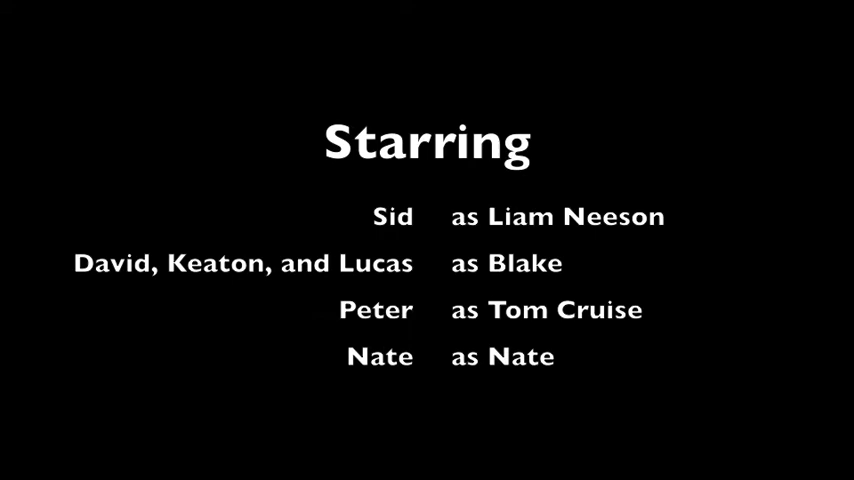 Starring
Sid as Liam Neeson
David, Keaton, and Lucas as Blake
Peter as Tom Cruise
Nate as Nate